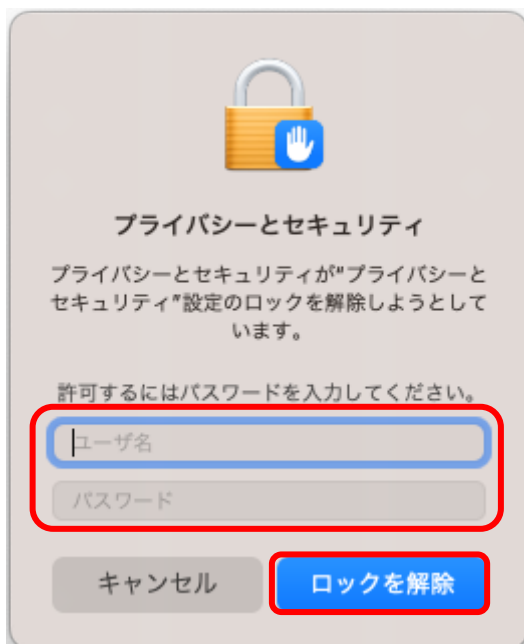 プライバシーとセキュリティ
プライバシーとセキュリティが"プライバシーと
セキュリティ"設定のロックを解除しようとして
います。
許可するにはパスワードを入力してください。
ユーザ名
パスワード
キャンセル
ロックを解除